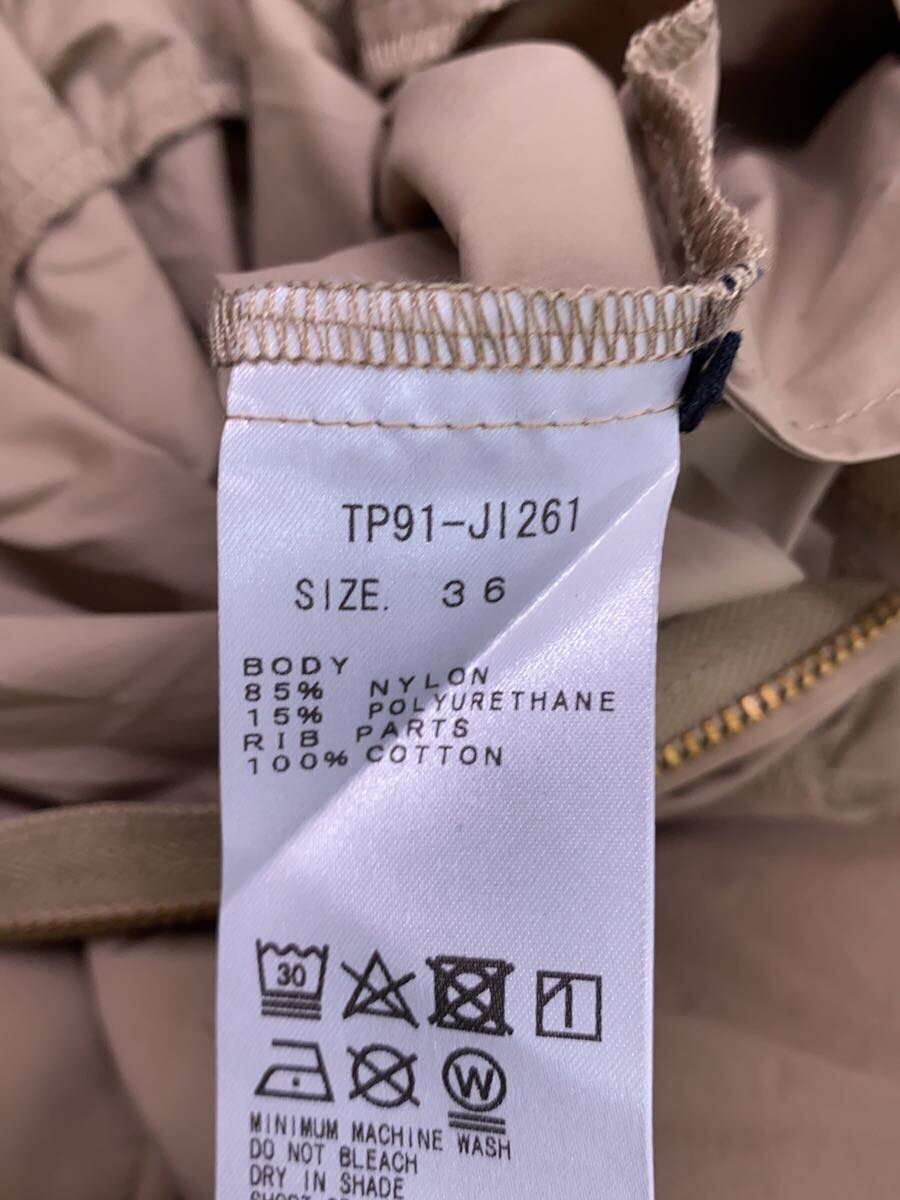 TP91-JI261
SIZE. 36
BODY
85% NYLON
15% POLYURETHANE
RIB PARTS
100% COTTON
30
W
MINIMUM MACHINE WASH
DO NOT BLEACH
DRY IN SHADE